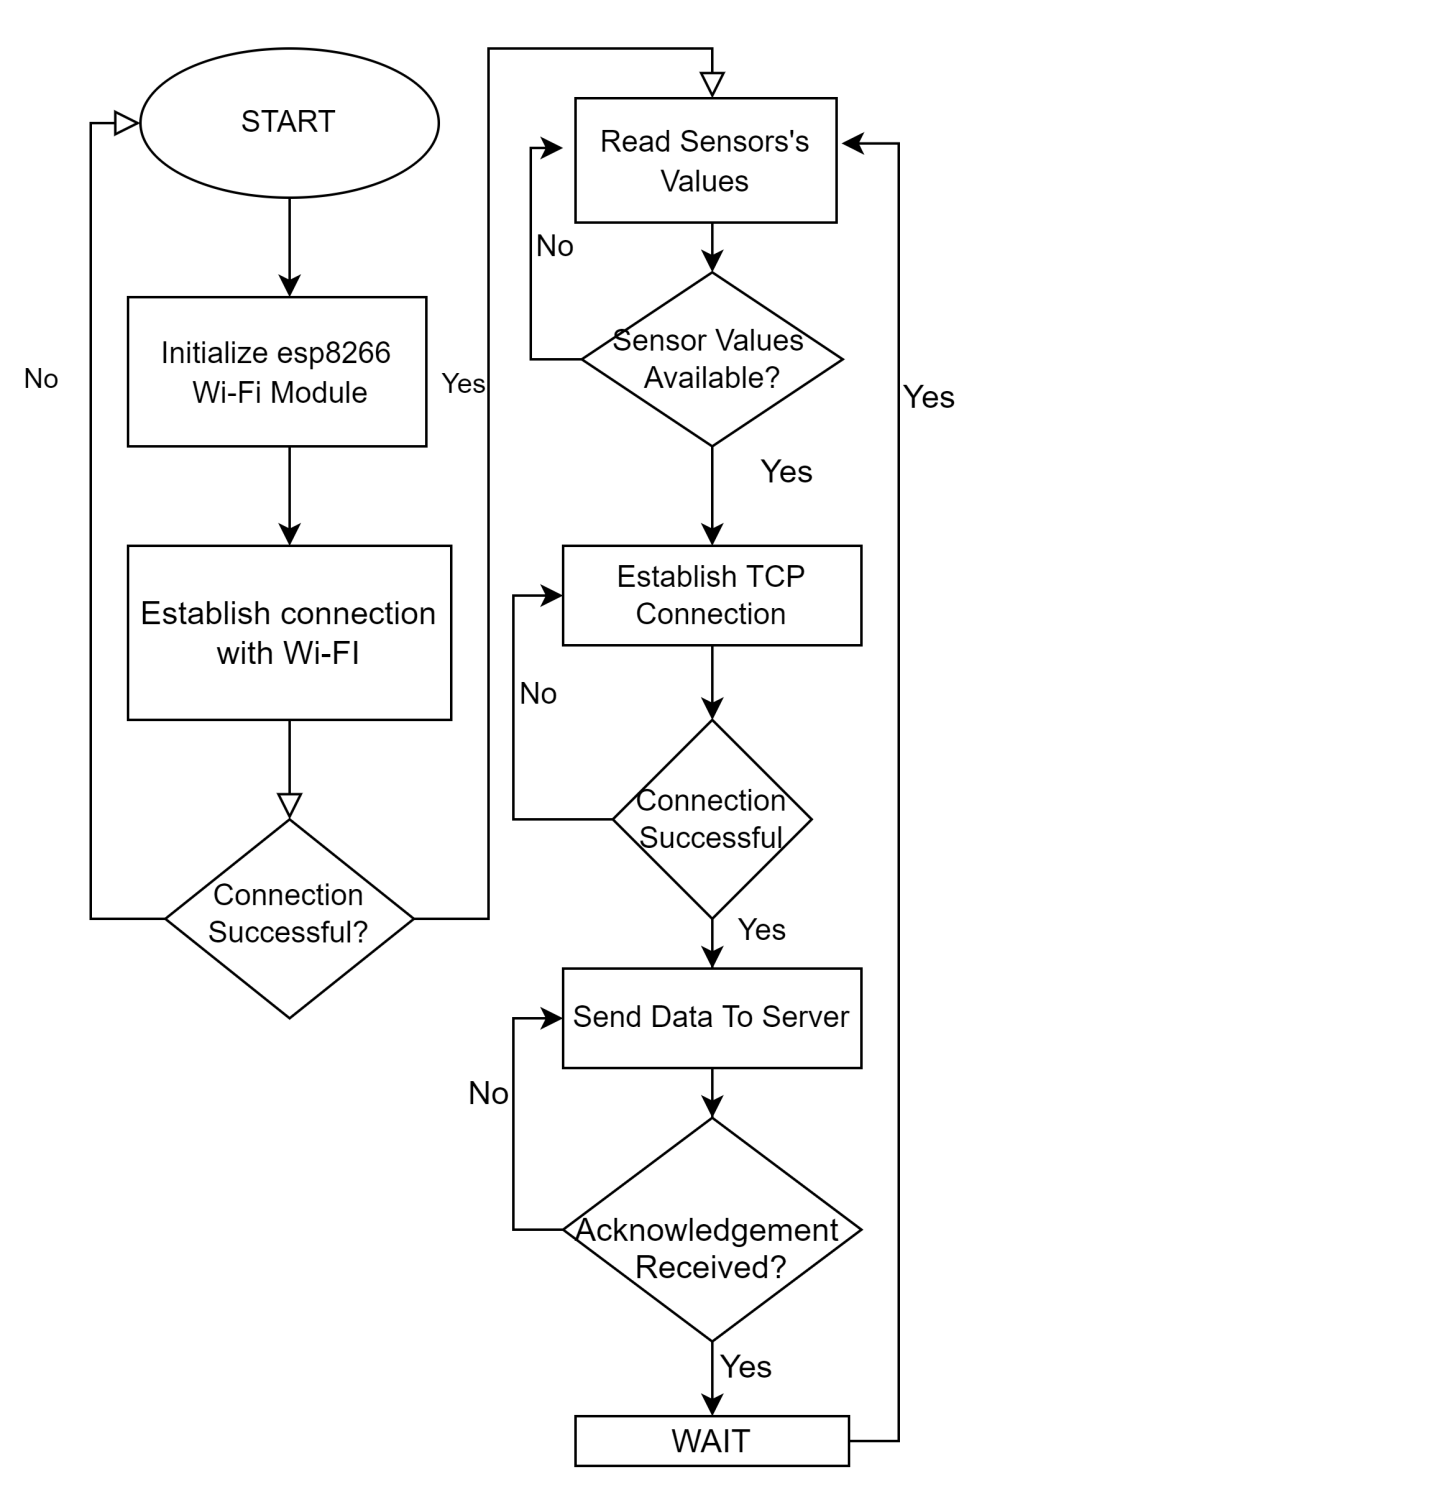 START
No
Initialize esp8266
Wi-Fi Module
Yes
Establish connection
with Wi-FI
Connection
Successful?
Read Sensors's
Values
No
Sensor Values
Available?
Yes
Yes
Establish TCP
Connection
No
Connection
Successful
Yes
Send Data To Server
No
Acknowledgement
Received?
Yes
WAIT